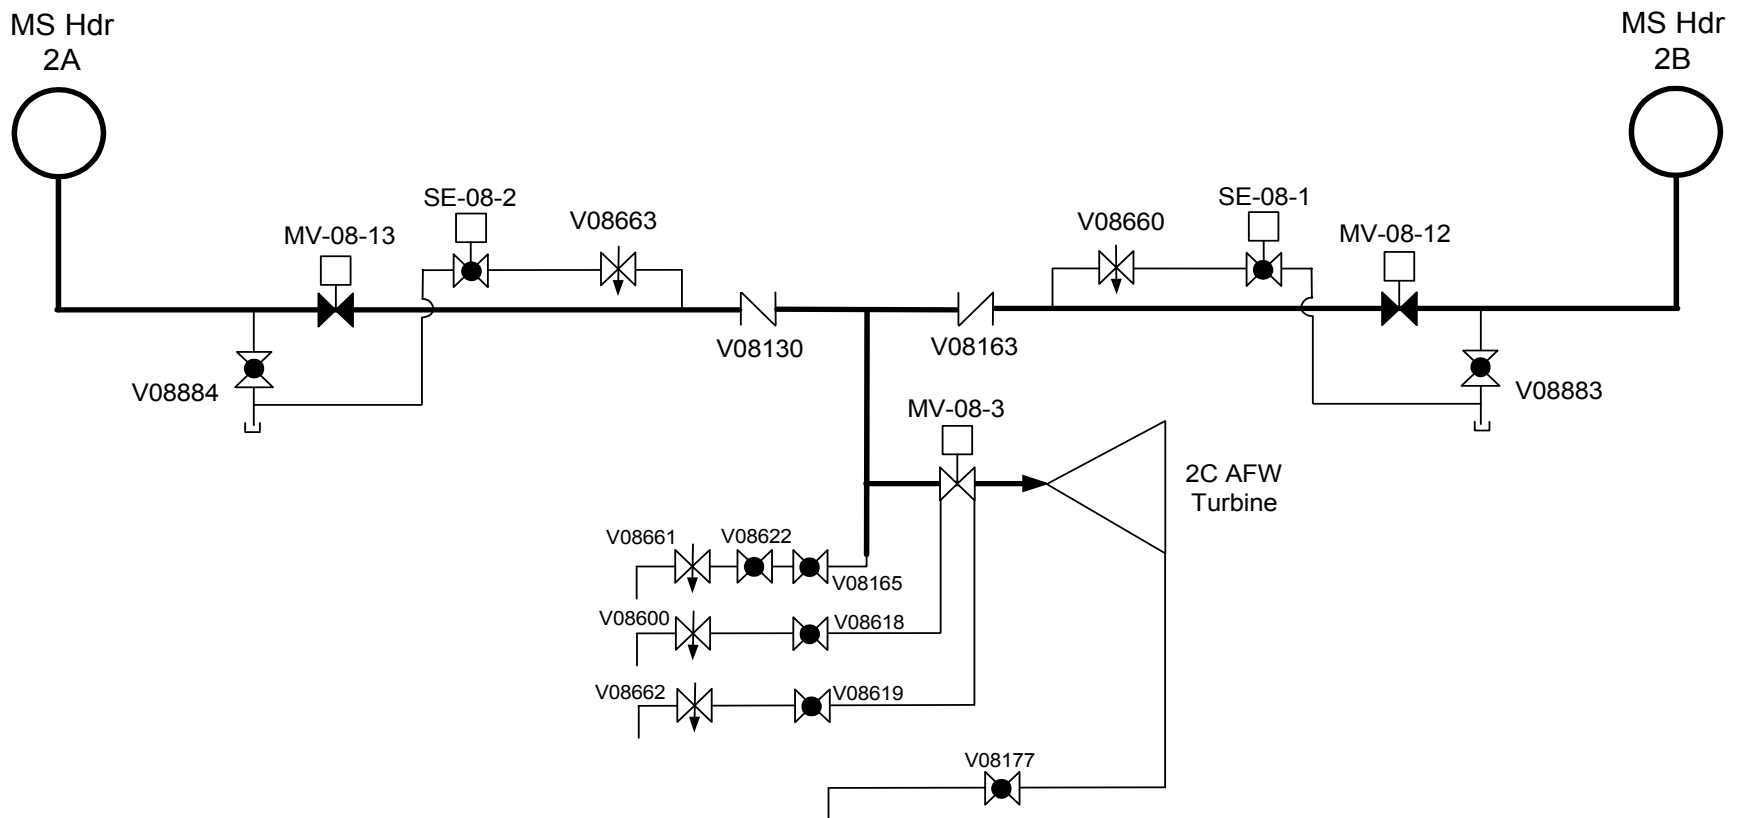 MS Hdr
2A
MS Hdr
2B
SE-08-2
V08663
MV-08-13
SE-08-1
V08660
MV-08-12
V08130
V08163
V08884
V08883
MV-08-3
2C AFW
Turbine
V08661
V08622
V08165
V08600
V08618
V08662
V08619
V08177